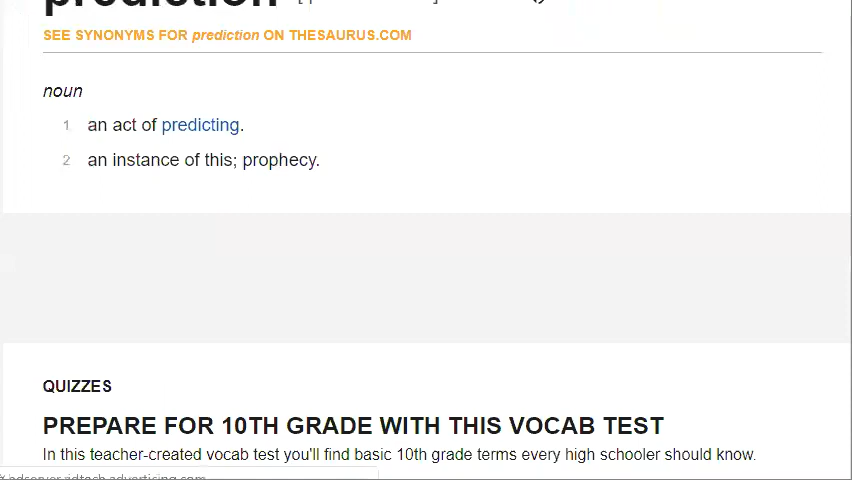 prediction
SEE SYNONYMS FOR prediction ON THESAURUS.COM
noun
1 an act of predicting.
2 an instance of this; prophecy.
QUIZZES
PREPARE FOR 10TH GRADE WITH THIS VOCAB TEST
In this teacher-created vocab test you'll find basic 10th grade terms every high schooler should know.